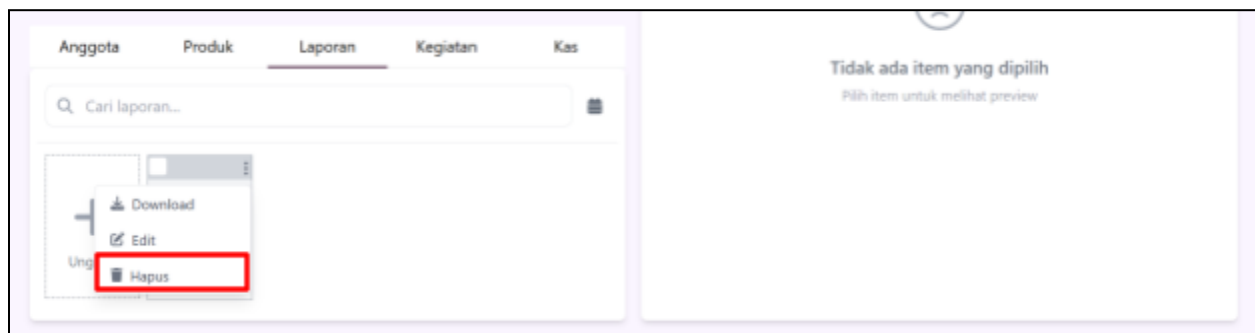 Anggota Produk Laporan Kegiatan Kas
Cari laporan...
Download
Edit
Hapus
Ung
Tidak ada item yang dipilih
Pilih item untuk melihat preview